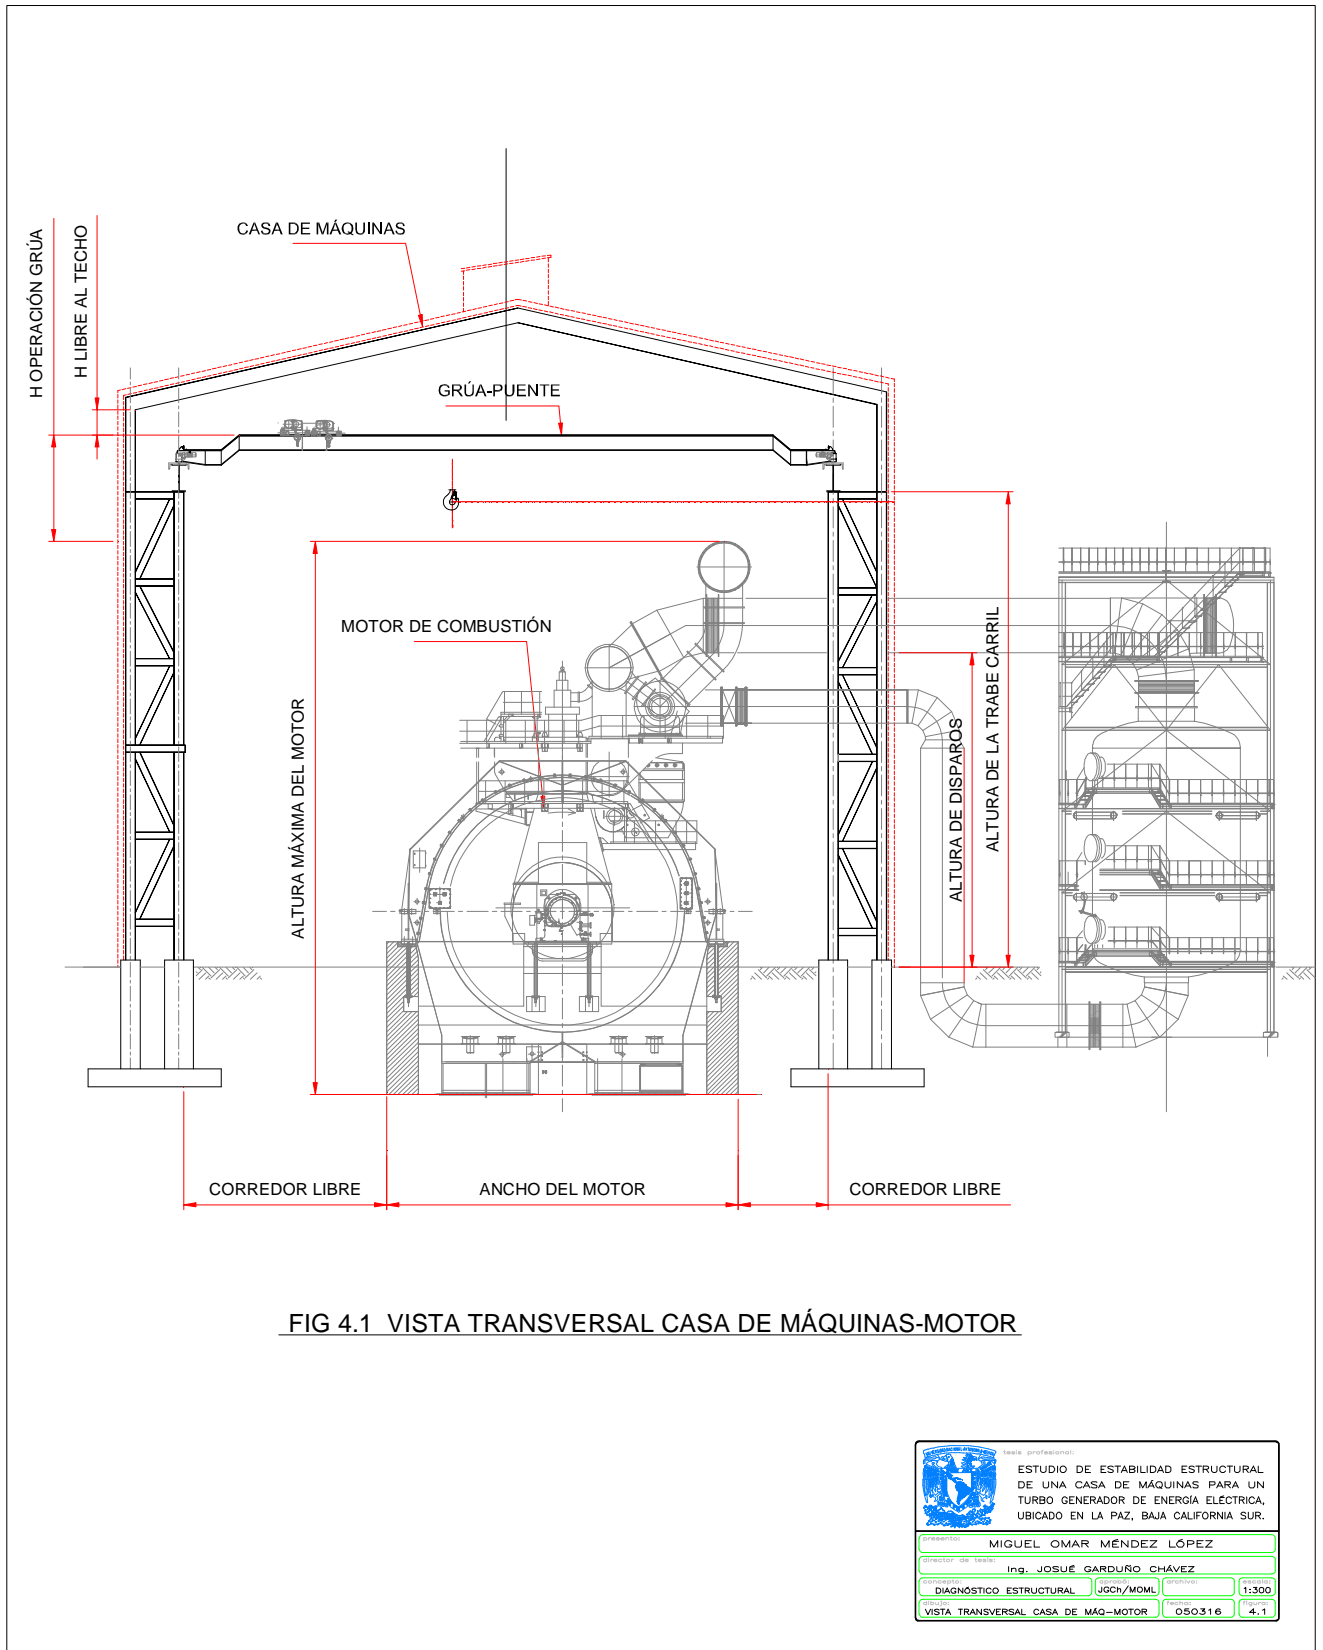 CASA DE MÁQUINAS
H OPERACIÓN GRÚA
H LIBRE AL TECHO
GRÚA-PUENTE
MOTOR DE COMBUSTIÓN
ALTURA MÁXIMA DEL MOTOR
ALTURA DE DISPAROS
ALTURA DE LA TRABE CARRIL
CORREDOR LIBRE
ANCHO DEL MOTOR
CORREDOR LIBRE
FIG 4.1 VISTA TRANSVERSAL CASA DE MÁQUINAS-MOTOR
tesis profesional:
ESTUDIO DE ESTABILIDAD ESTRUCTURAL
DE UNA CASA DE MÁQUINAS PARA UN
TURBO GENERADOR DE ENERGÍA ELÉCTRICA,
UBICADO EN LA PAZ, BAJA CALIFORNIA SUR.
presento:
MIGUEL OMAR MÉNDEZ LÓPEZ
director de tesis:
Ing. JOSUÉ GARDUÑO CHÁVEZ
concepto:
DIAGNÓSTICO ESTRUCTURAL
aprobó:
JGCh/MOML
archivo:
escala:
1:300
dibujo:
VISTA TRANSVERSAL CASA DE MÁQ-MOTOR
fecha:
050316
figura:
4.1